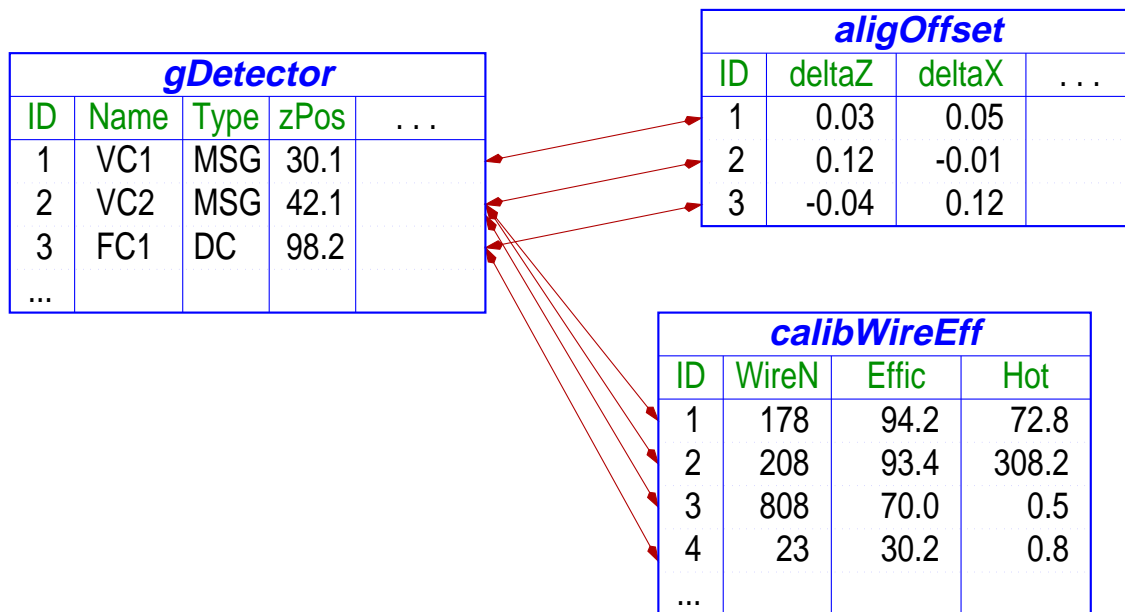 gDetector
ID Name Type zPos . . .
1 VC1 MSG 30.1
2 VC2 MSG 42.1
3 FC1 DC 98.2
...
aligOffset
ID deltaZ deltaX . . .
1 0.03 0.05
2 0.12 -0.01
3 -0.04 0.12
calibWireEff
ID WireN Effic Hot
1 178 94.2 72.8
2 208 93.4 308.2
3 808 70.0 0.5
4 23 30.2 0.8
...